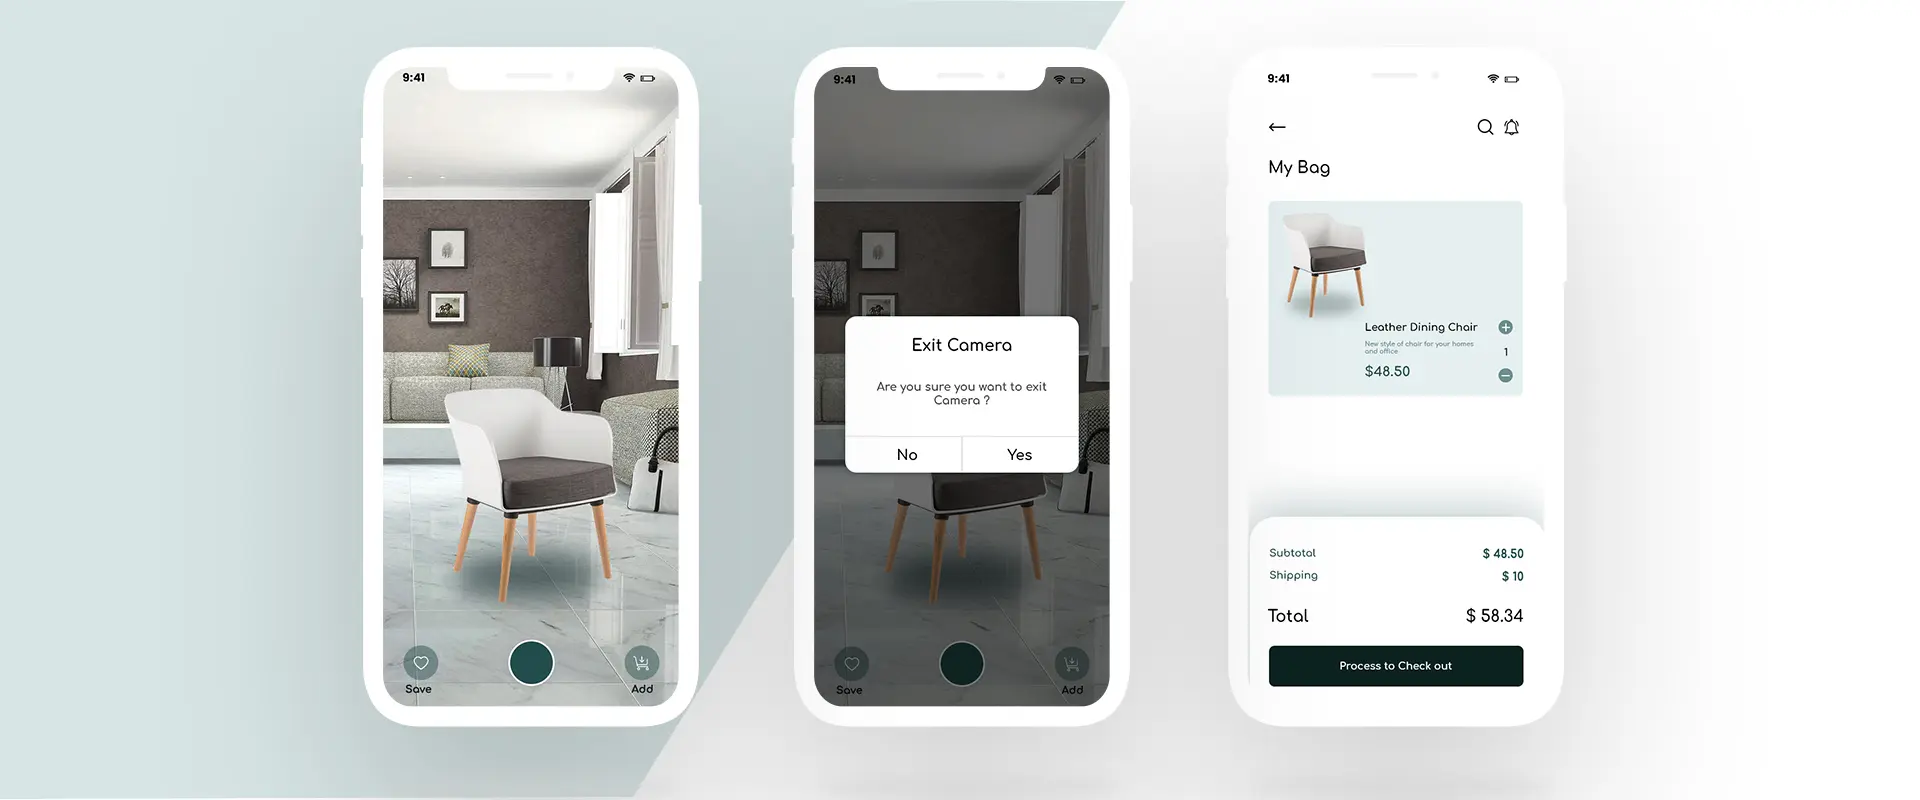 9:41
Save
Add
9:41
Exit Camera
Are you sure you want to exit
Camera ?
No
Yes
Save
Add
9:41
My Bag
Leather Dining Chair
New style of chair for your homes
and office
1
$48.50
Subtotal
$ 48.50
Shipping
$ 10
Total
$ 58.34
Process to Check out